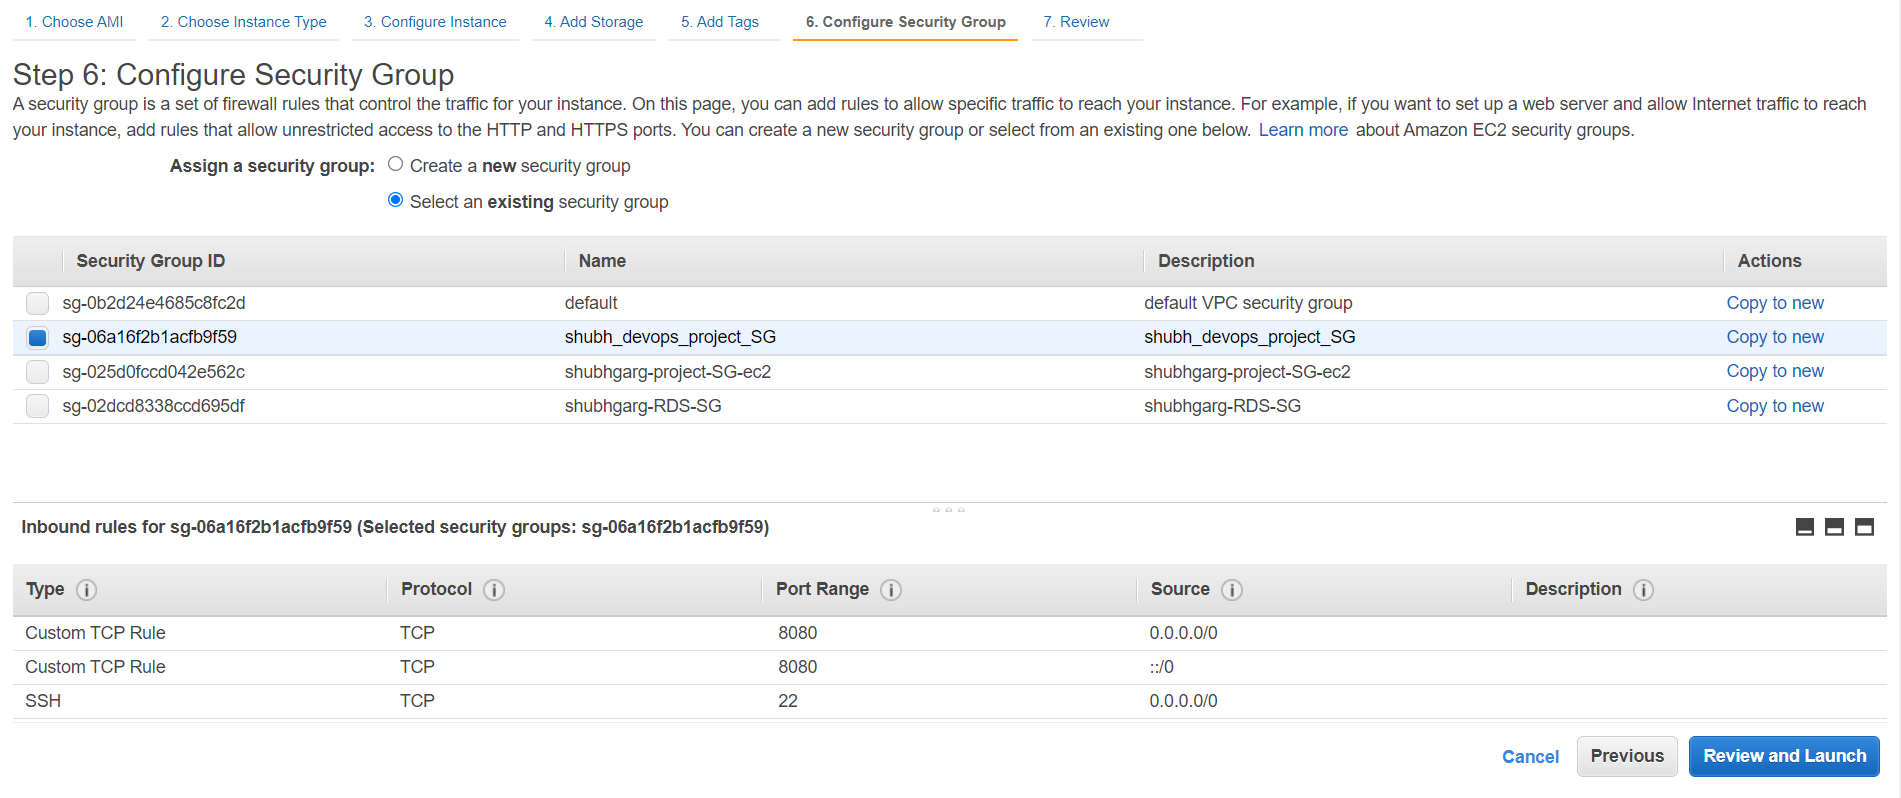 1. Choose AMI 2. Choose Instance Type 3. Configure Instance 4. Add Storage 5. Add Tags 6. Configure Security Group 7. Review
Step 6: Configure Security Group
A security group is a set of firewall rules that control the traffic for your instance. On this page, you can add rules to allow specific traffic to reach your instance. For example, if you want to set up a web server and allow Internet traffic to reach
your instance, add rules that allow unrestricted access to the HTTP and HTTPS ports. You can create a new security group or select from an existing one below. Learn more about Amazon EC2 security groups.
Assign a security group: Create a new security group
Select an existing security group
Security Group ID Name Description Actions
sg-0b2d24e4685c8fc2d default default VPC security group Copy to new
sg-06a16f2b1acfb9f59 shubh_devops_project_SG shubh_devops_project_SG Copy to new
sg-025d0fccd042e562c shubhgarg-project-SG-ec2 shubhgarg-project-SG-ec2 Copy to new
sg-02dcd8338ccd695df shubhgarg-RDS-SG shubhgarg-RDS-SG Copy to new
Inbound rules for sg-06a16f2b1acfb9f59 (Selected security groups: sg-06a16f2b1acfb9f59)
Type i Protocol i Port Range i Source i Description i
Custom TCP Rule TCP 8080 0.0.0.0/0
Custom TCP Rule TCP 8080 ::/0
SSH TCP 22 0.0.0.0/0
Cancel Previous Review and Launch